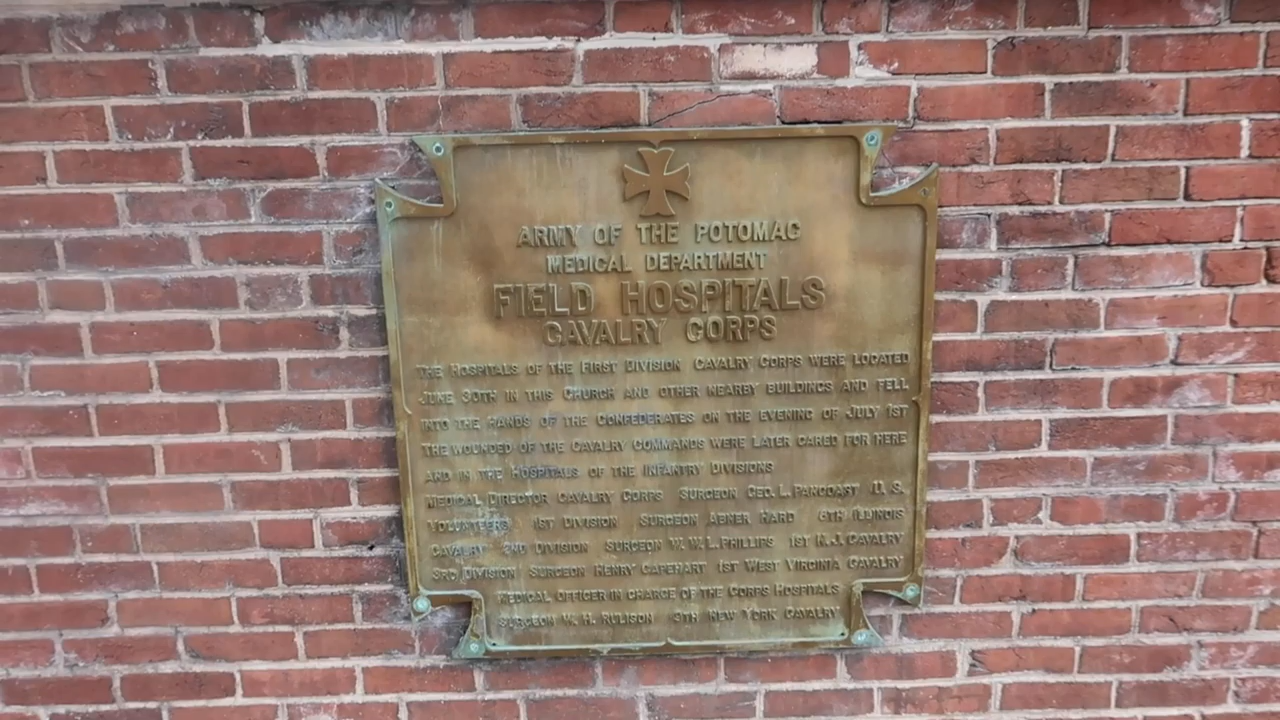 ARMY OF THE POTOMAC
MEDICAL DEPARTMENT
FIELD HOSPITALS
CAVALRY CORPS
THE HOSPITALS OF THE FIRST DIVISION CAVALRY CORPS WERE LOCATED
JUNE 30TH IN THIS CHURCH AND OTHER NEARBY BUILDINGS AND FELL
INTO THE HANDS OF THE CONFEDERATES ON THE EVENING OF JULY 1ST
THE WOUNDED OF THE CAVALRY COMMANDS WERE LATER CARED FOR HERE
AND IN THE HOSPITALS OF THE INFANTRY DIVISIONS
MEDICAL DIRECTOR CAVALRY CORPS SURGEON GEO. L. PANCOAST U. S.
VOLUNTEERS 1ST DIVISION SURGEON ABNER HARD 8TH ILLINOIS
CAVALRY 2ND DIVISION SURGEON W. W. L. PHILLIPS 1ST N. J. CAVALRY
3RD DIVISION SURGEON HENRY CAPEHART 1ST WEST VIRGINIA CAVALRY
MEDICAL OFFICER IN CHARGE OF THE CORPS HOSPITALS
SURGEON W. H. RULISON 9TH NEW YORK CAVALRY